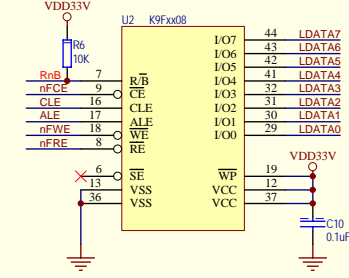 VDD33V
U2 K9Fxx08
R6
10K
RnB 7 R/B
nFCE 9 CE
CLE 16 CLE
ALE 17 ALE
nFWE 18 WE
nFRE 8 RE
6 SE
13 VSS
36 VSS
I/O7 44 LDATA7
I/O6 43 LDATA6
I/O5 42 LDATA5
I/O4 41 LDATA4
I/O3 32 LDATA3
I/O2 31 LDATA2
I/O1 30 LDATA1
I/O0 29 LDATA0
VDD33V
WP 19
VCC 12
VCC 37
C10
0.1uF